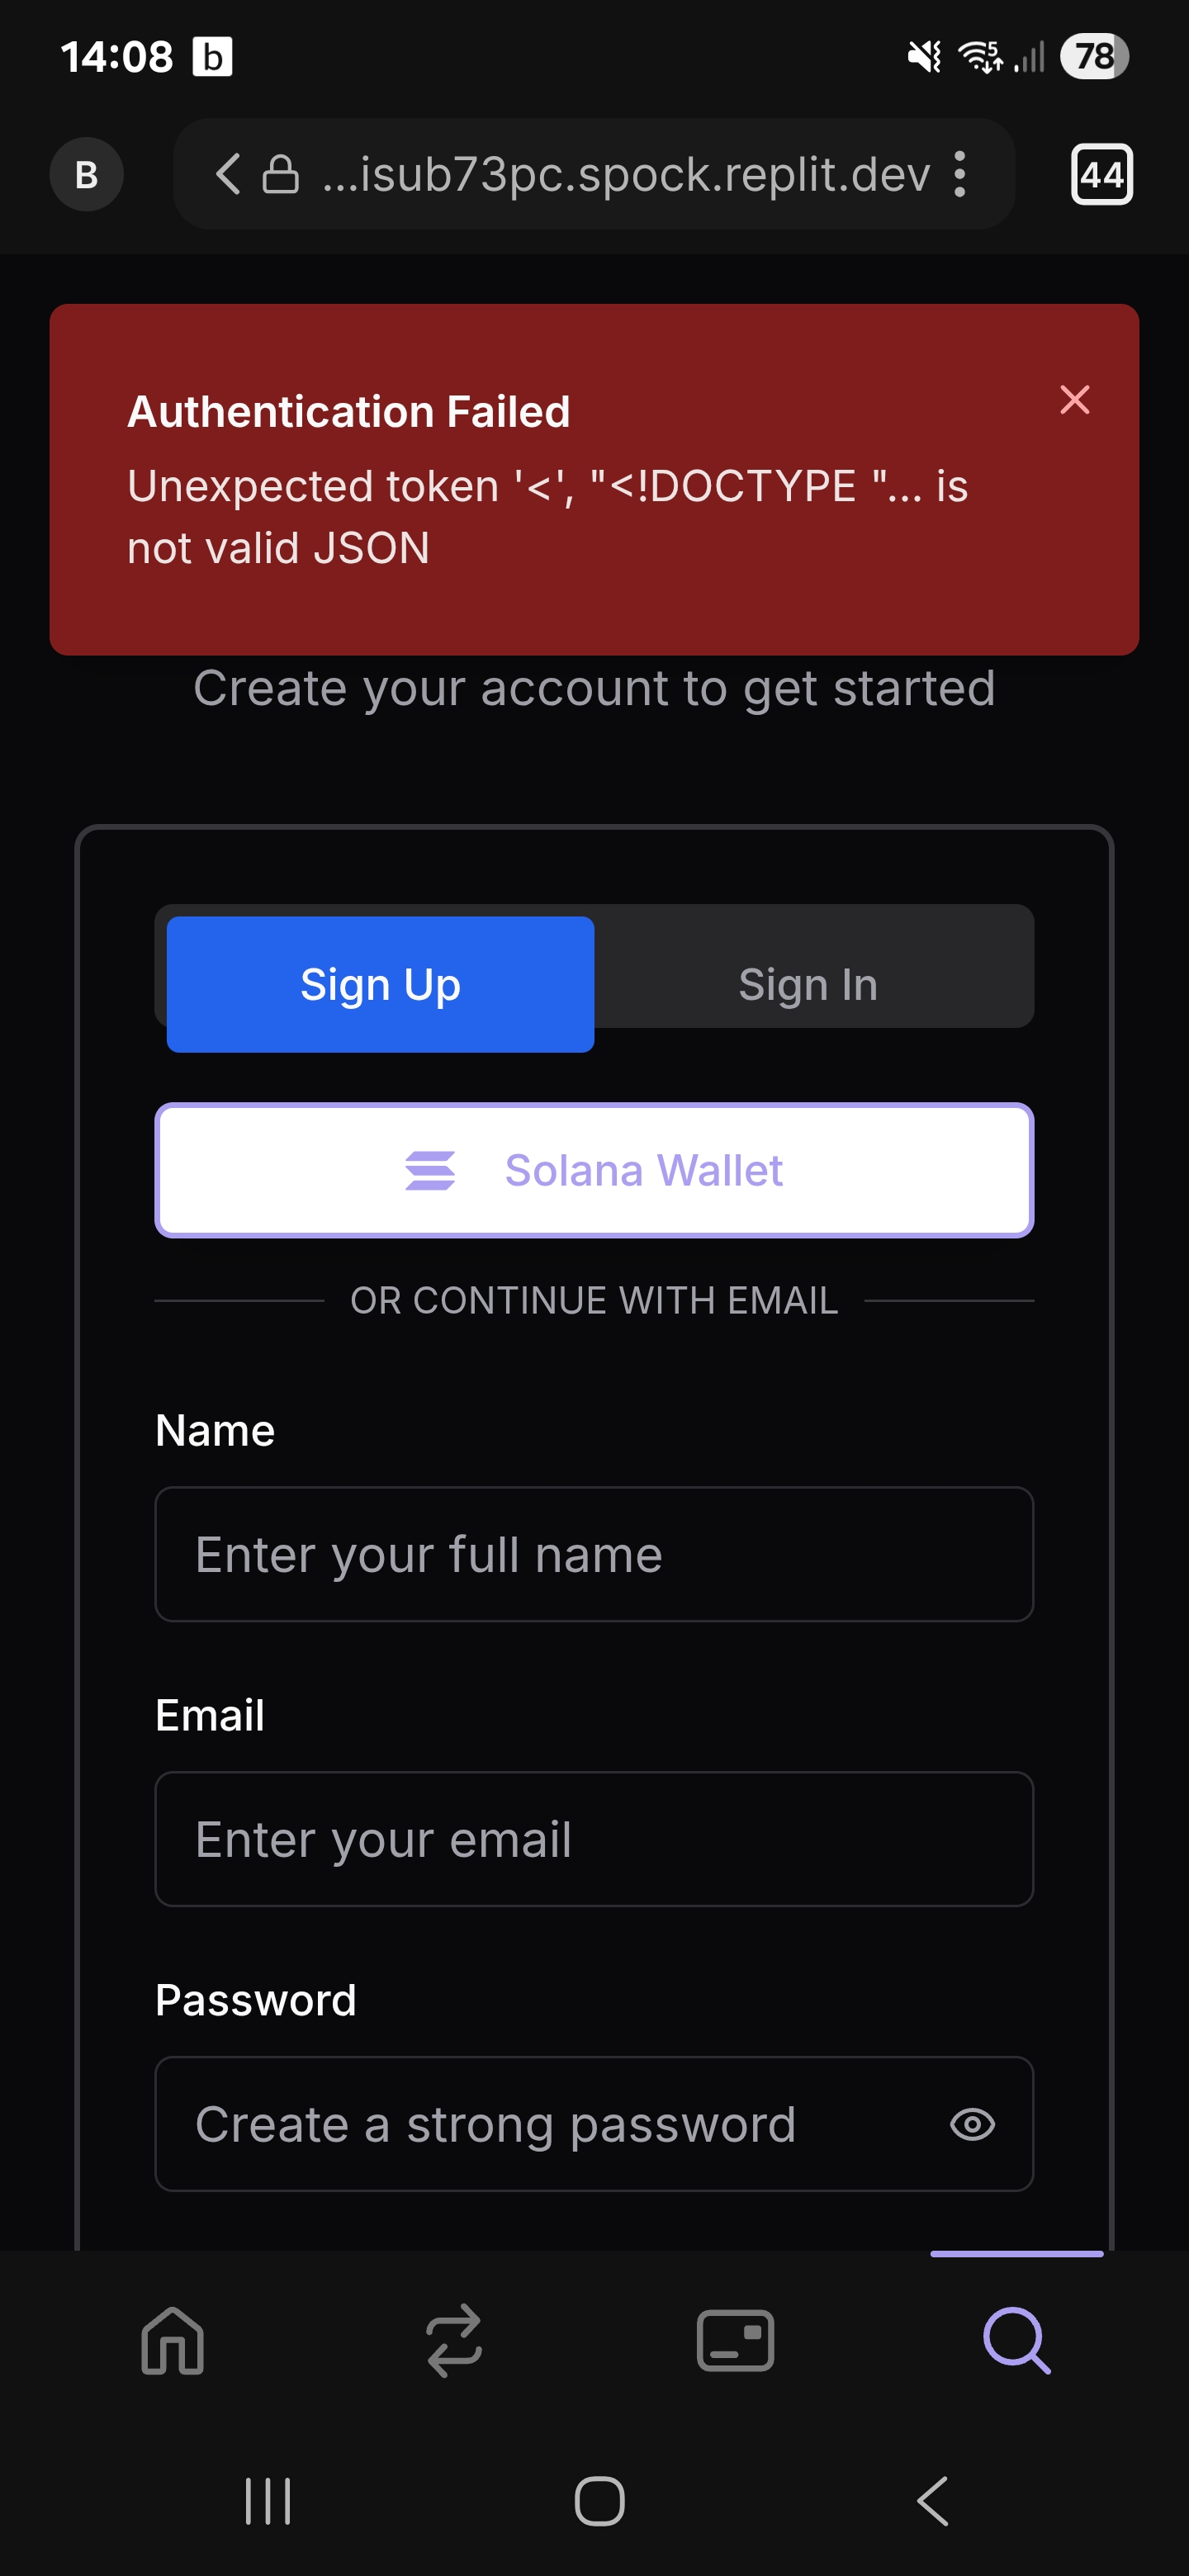 14:08 b 5 78
B ...isub73pc.spock.replit.dev 44
Authentication Failed
Unexpected token '<', "<!DOCTYPE "... is
not valid JSON
Create your account to get started
Sign Up Sign In
Solana Wallet
OR CONTINUE WITH EMAIL
Name
Enter your full name
Email
Enter your email
Password
Create a strong password